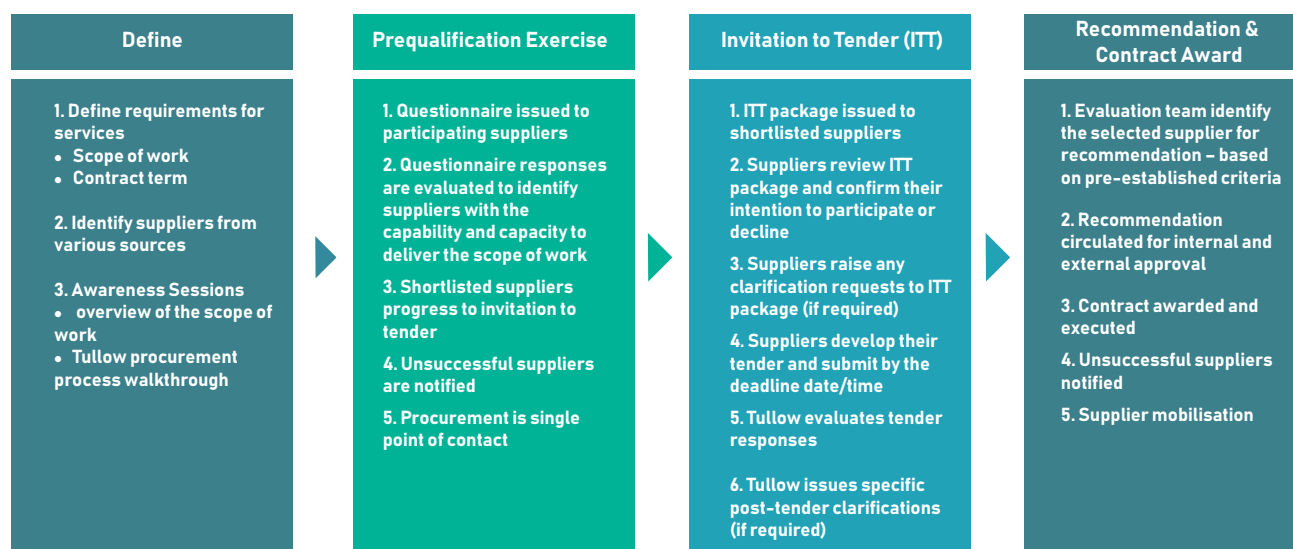 Define
1. Define requirements for
services
• Scope of work
• Contract term
2. Identify suppliers from
various sources
3. Awareness Sessions
• overview of the scope of
work
• Tullow procurement
process walkthrough
Prequalification Exercise
1. Questionnaire issued to
participating suppliers
2. Questionnaire responses
are evaluated to identify
suppliers with the
capability and capacity to
deliver the scope of work
3. Shortlisted suppliers
progress to invitation to
tender
4. Unsuccessful suppliers
are notified
5. Procurement is single
point of contact
Invitation to Tender (ITT)
1. ITT package issued to
shortlisted suppliers
2. Suppliers review ITT
package and confirm their
intention to participate or
decline
3. Suppliers raise any
clarification requests to ITT
package (if required)
4. Suppliers develop their
tender and submit by the
deadline date/time
5. Tullow evaluates tender
responses
6. Tullow issues specific
post-tender clarifications
(if required)
Recommendation &
Contract Award
1. Evaluation team identify
the selected supplier for
recommendation – based
on pre-established criteria
2. Recommendation
circulated for internal and
external approval
3. Contract awarded and
executed
4. Unsuccessful suppliers
notified
5. Supplier mobilisation